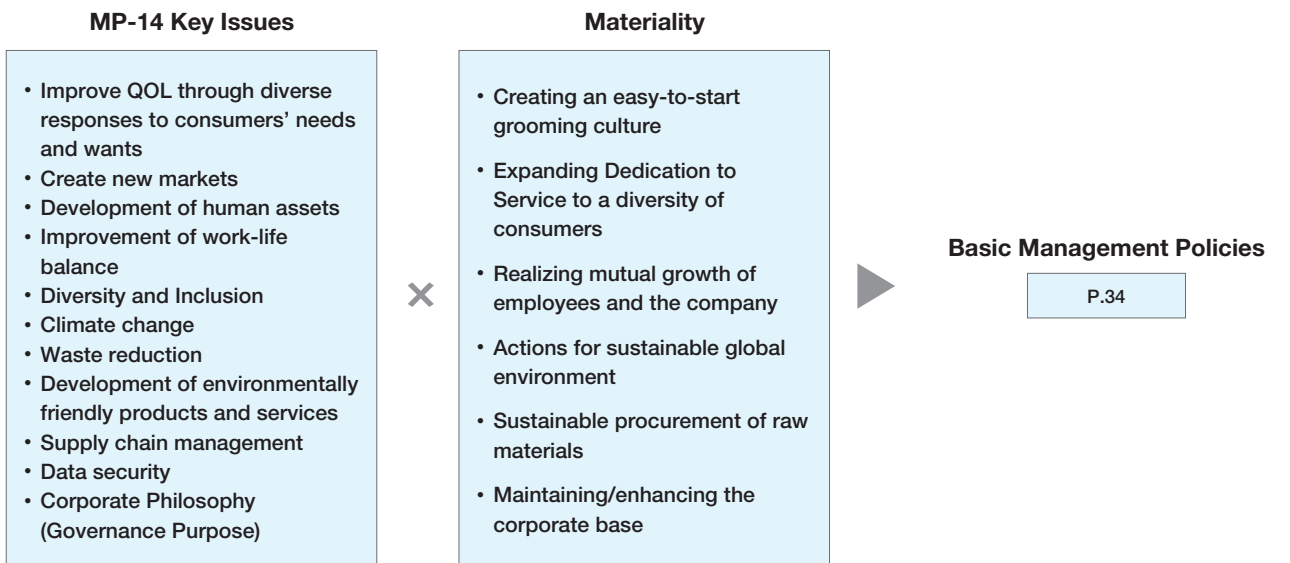 MP-14 Key Issues
• Improve QOL through diverse
responses to consumers’ needs
and wants
• Create new markets
• Development of human assets
• Improvement of work-life
balance
• Diversity and Inclusion
• Climate change
• Waste reduction
• Development of environmentally
friendly products and services
• Supply chain management
• Data security
• Corporate Philosophy
(Governance Purpose)
×
Materiality
• Creating an easy-to-start
grooming culture
• Expanding Dedication to
Service to a diversity of
consumers
• Realizing mutual growth of
employees and the company
• Actions for sustainable global
environment
• Sustainable procurement of raw
materials
• Maintaining/enhancing the
corporate base
Basic Management Policies
P.34